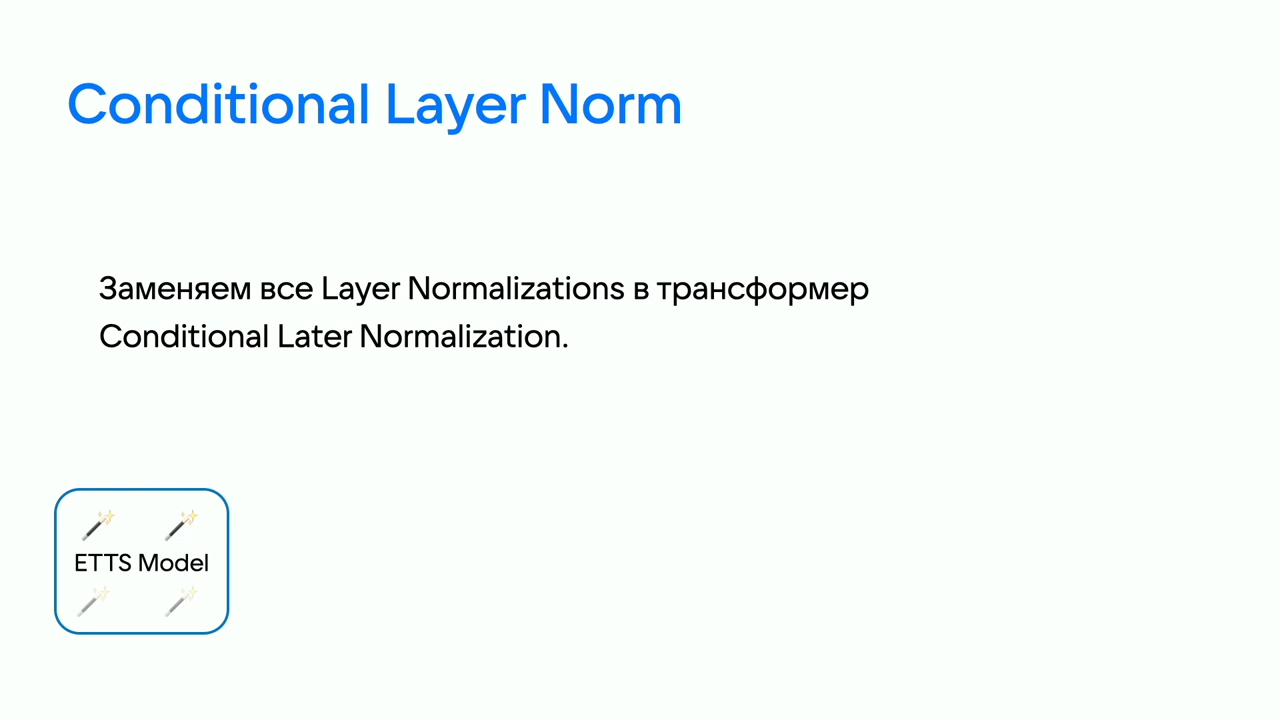 Conditional Layer Norm
Заменяем все Layer Normalizations в трансформер
Conditional Later Normalization.
ETTS Model